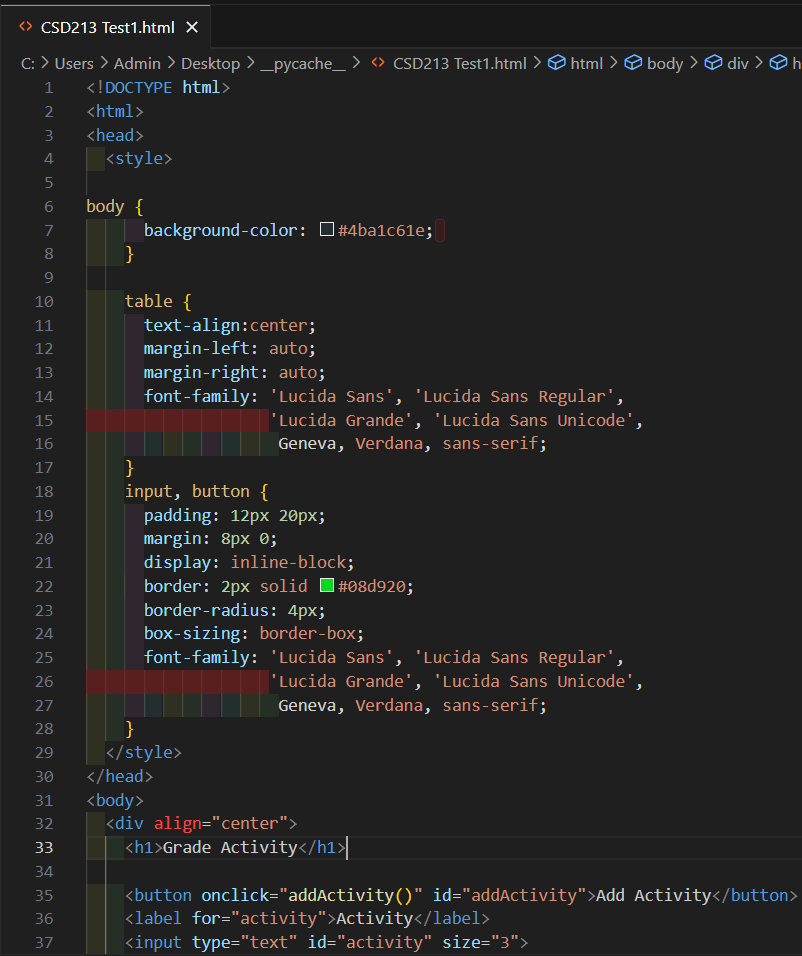 CSD213 Test1.html
C: > Users > Admin > Desktop > __pycache__ > CSD213 Test1.html > html > body > div > h
1 <!DOCTYPE html>
2 <html>
3 <head>
4 <style>
5
6 body {
7 background-color: #4ba1c61e;
8 }
9
10 table {
11 text-align:center;
12 margin-left: auto;
13 margin-right: auto;
14 font-family: 'Lucida Sans', 'Lucida Sans Regular',
15 'Lucida Grande', 'Lucida Sans Unicode',
16 Geneva, Verdana, sans-serif;
17 }
18 input, button {
19 padding: 12px 20px;
20 margin: 8px 0;
21 display: inline-block;
22 border: 2px solid #08d920;
23 border-radius: 4px;
24 box-sizing: border-box;
25 font-family: 'Lucida Sans', 'Lucida Sans Regular',
26 'Lucida Grande', 'Lucida Sans Unicode',
27 Geneva, Verdana, sans-serif;
28 }
29 </style>
30 </head>
31 <body>
32 <div align="center">
33 <h1>Grade Activity</h1>
34
35 <button onclick="addActivity()" id="addActivity">Add Activity</button>
36 <label for="activity">Activity</label>
37 <input type="text" id="activity" size="3">